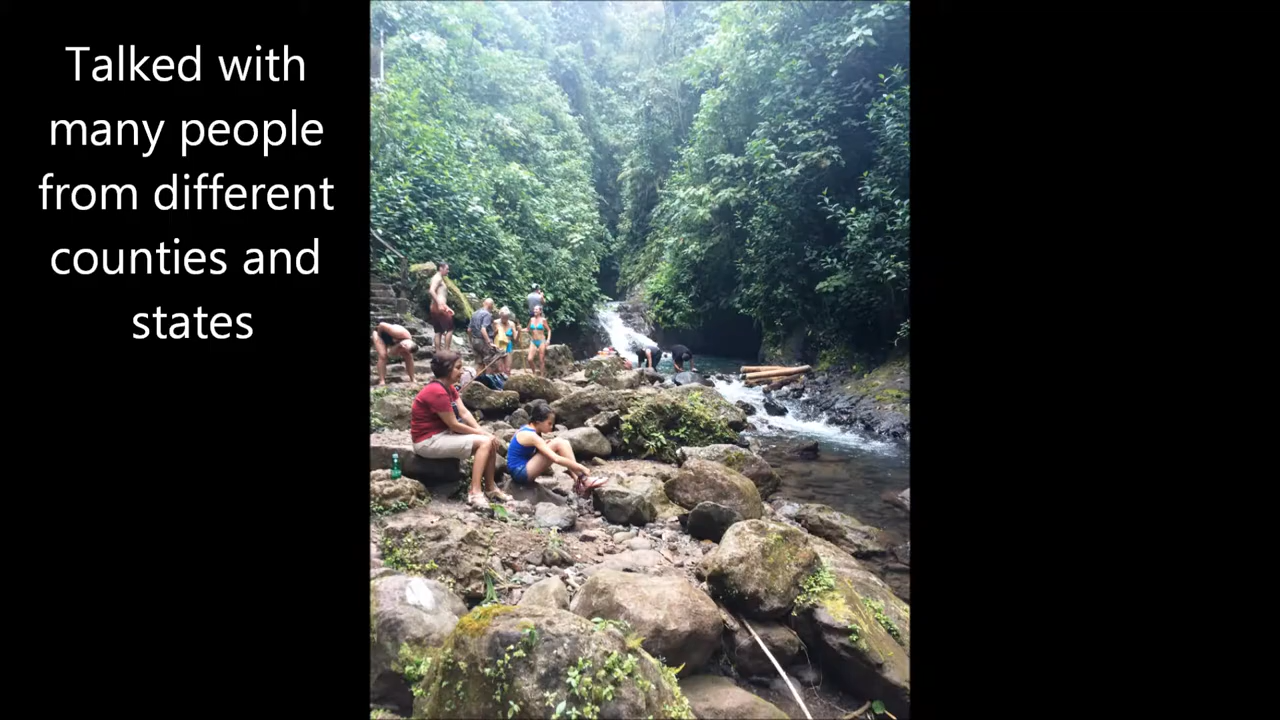 Talked with
many people
from different
counties and
states